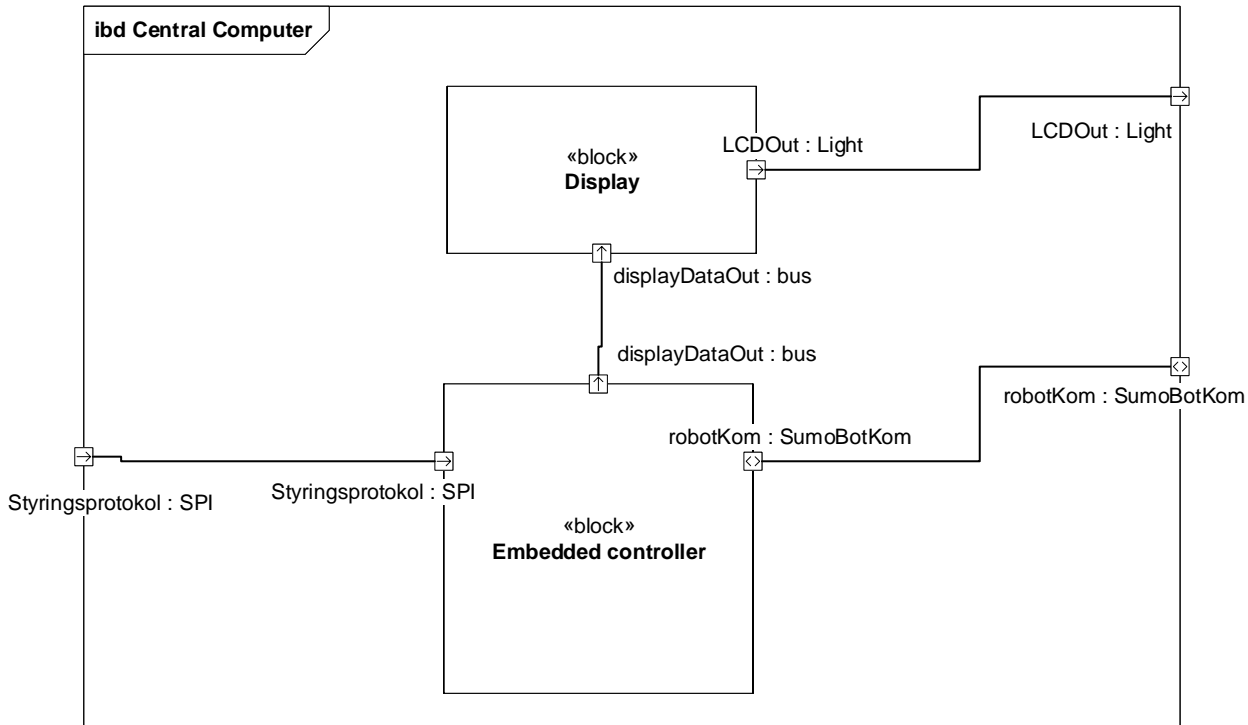 ibd Central Computer
«block»
Display
LCDOut : Light
LCDOut : Light
displayDataOut : bus
displayDataOut : bus
robotKom : SumoBotKom
robotKom : SumoBotKom
Styringsprotokol : SPI
Styringsprotokol : SPI
«block»
Embedded controller